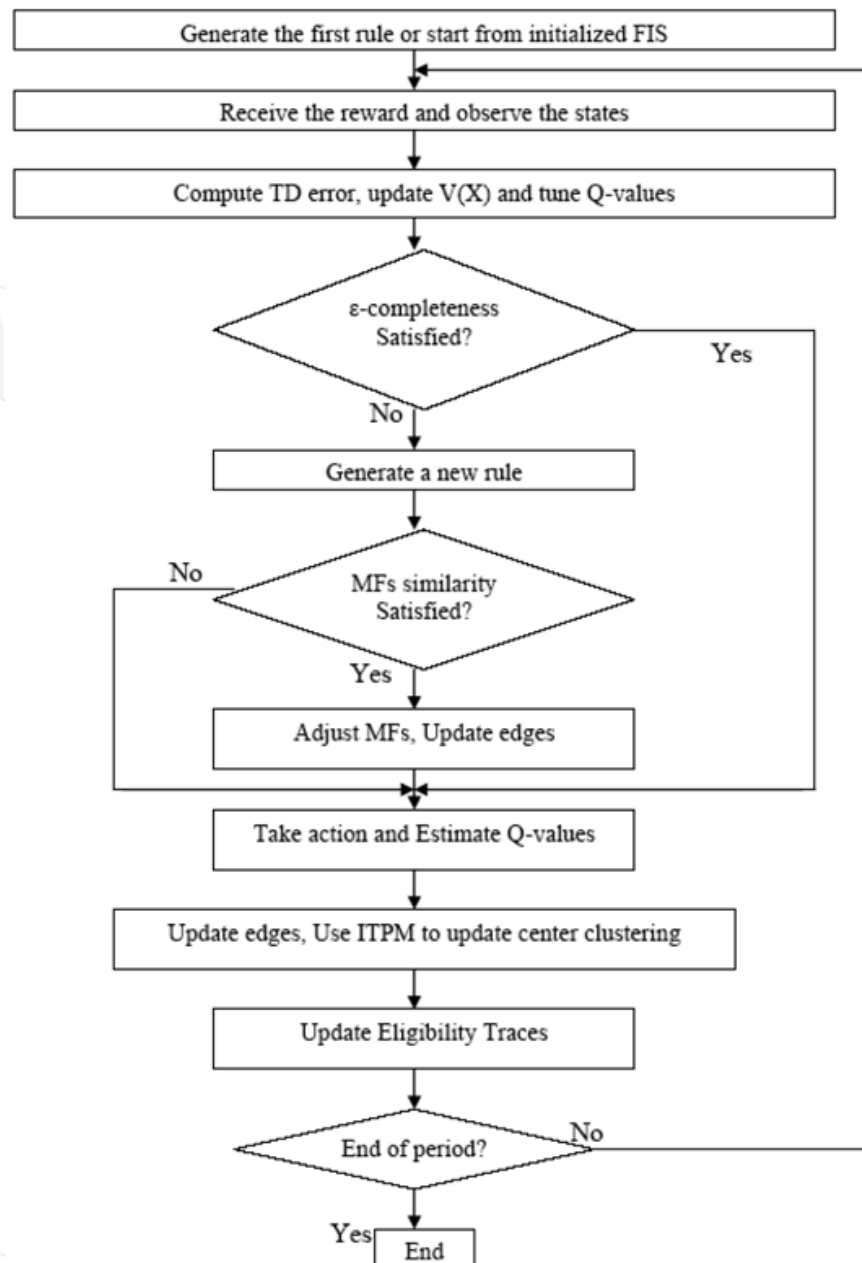 Generate the first rule or start from initialized FIS
Receive the reward and observe the states
Compute TD error, update V(X) and tune Q-values
ε-completeness
Satisfied?
Yes
No
Generate a new rule
No
MFs similarity
Satisfied?
Yes
Adjust MFs, Update edges
Take action and Estimate Q-values
Update edges, Use ITPM to update center clustering
Update Eligibility Traces
End of period?
No
Yes
End